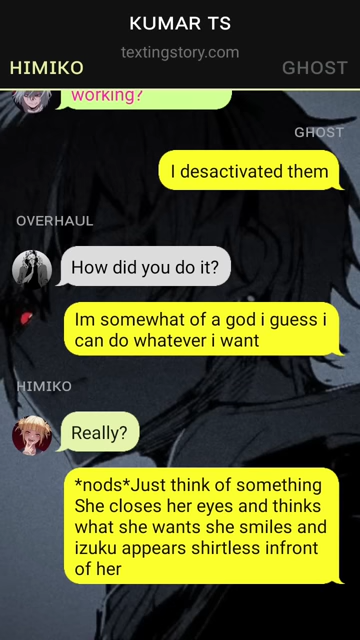 KUMAR TS
textingstory.com
HIMIKO
GHOST
working?
GHOST
I desactivated them
OVERHAUL
How did you do it?
Im somewhat of a god i guess i
can do whatever i want
HIMIKO
Really?
*nods*Just think of something
She closes her eyes and thinks
what she wants she smiles and
izuku appears shirtless infront
of her